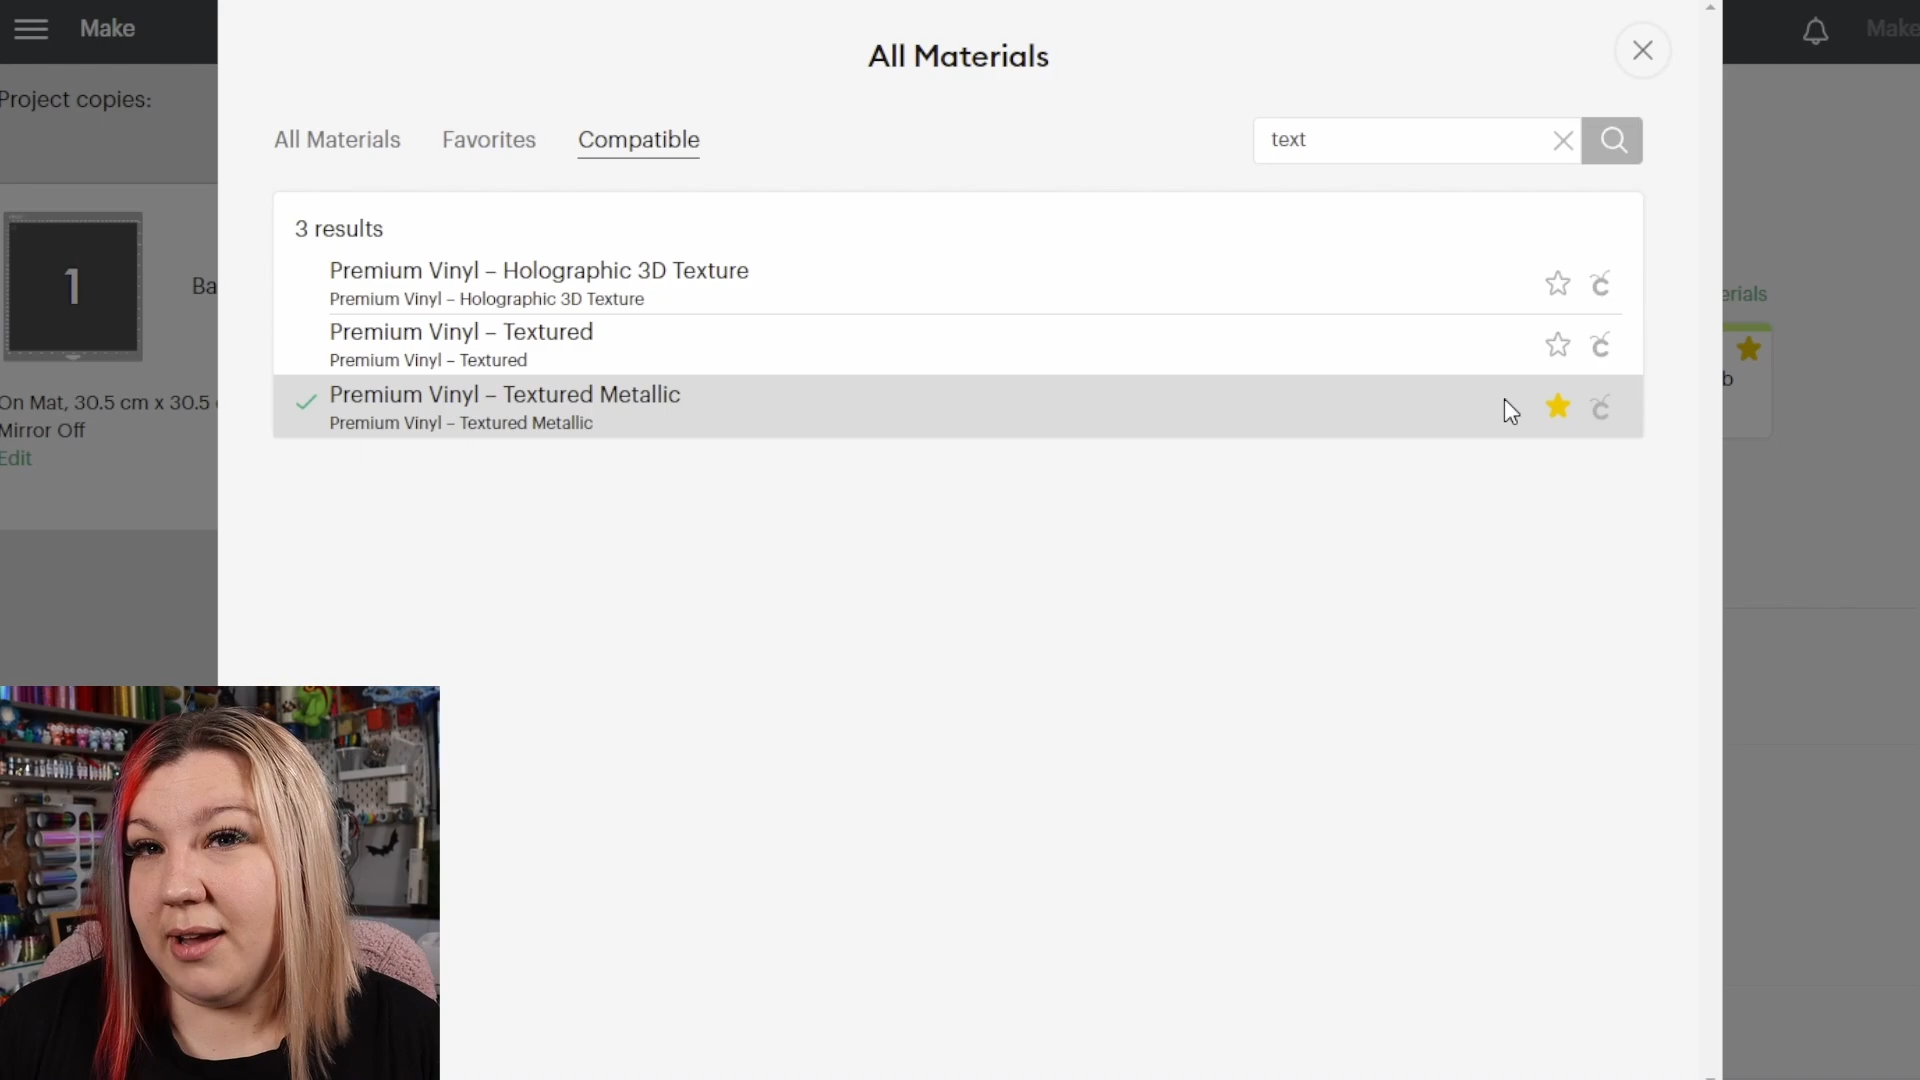 Make
Make
All Materials
Project copies:
All Materials
Favorites
Compatible
text
3 results
Premium Vinyl – Holographic 3D Texture
Premium Vinyl – Holographic 3D Texture
Premium Vinyl – Textured
Premium Vinyl – Textured
Premium Vinyl – Textured Metallic
Premium Vinyl – Textured Metallic
1
Ba
erials
b
On Mat, 30.5 cm x 30.5
Mirror Off
Edit